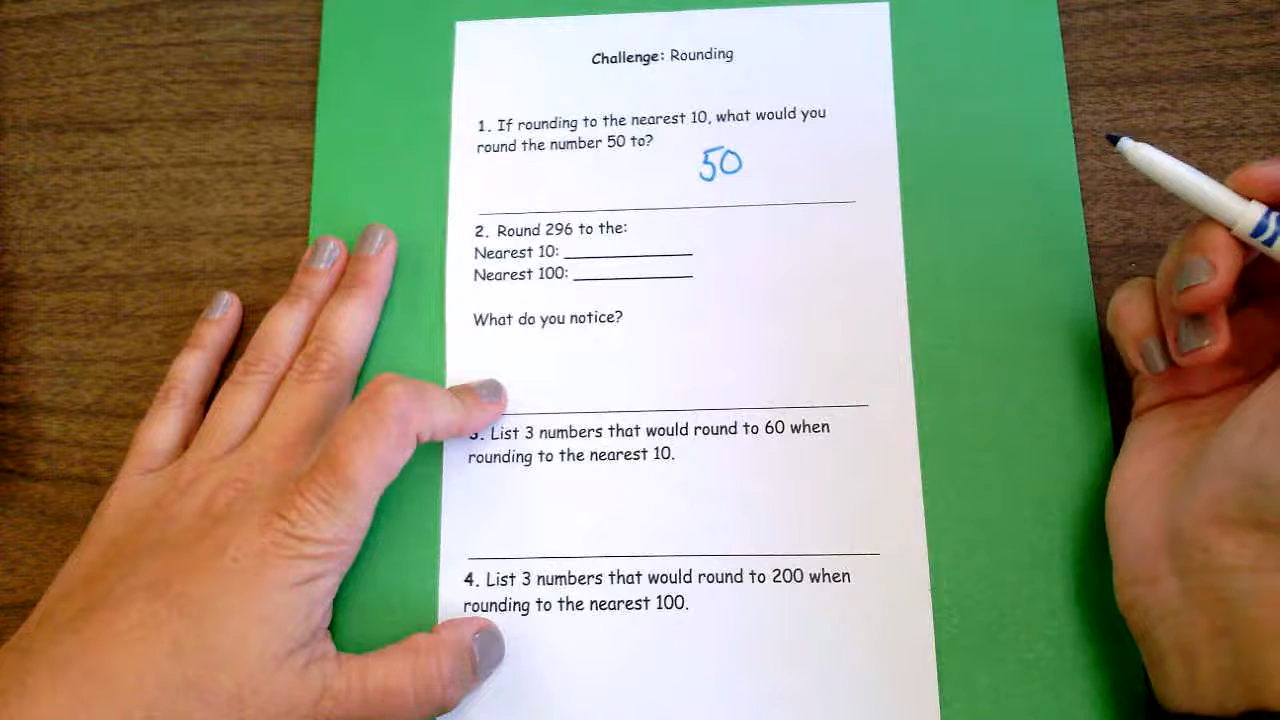 Challenge: Rounding
1. If rounding to the nearest 10, what would you
round the number 50 to?
50
2. Round 296 to the:
Nearest 10: ____________
Nearest 100: ___________
What do you notice?
3. List 3 numbers that would round to 60 when
rounding to the nearest 10.
4. List 3 numbers that would round to 200 when
rounding to the nearest 100.